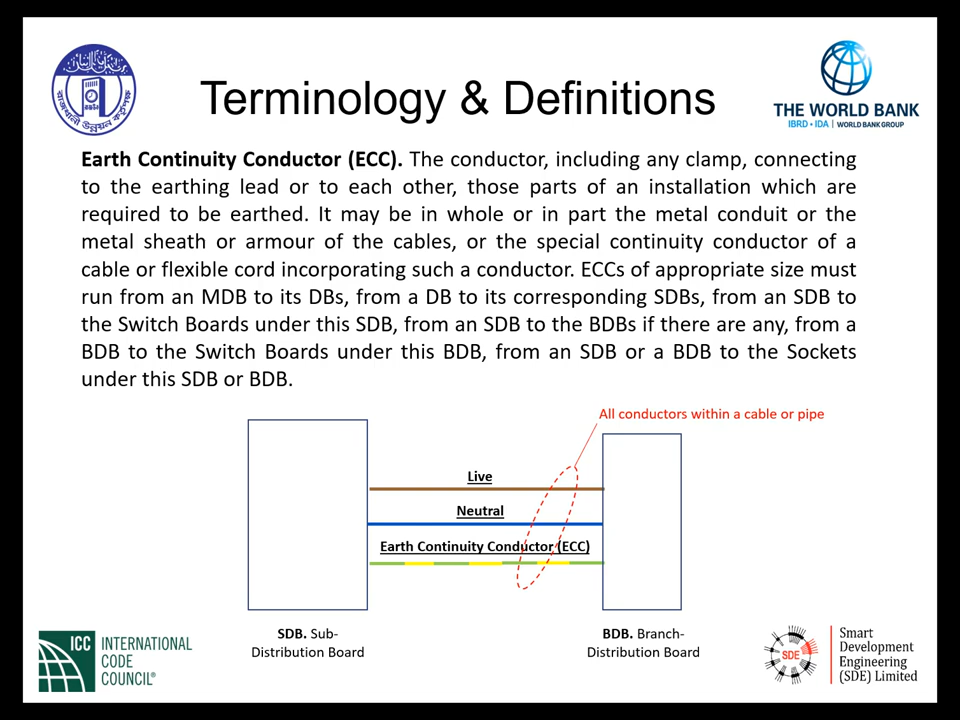 Terminology & Definitions
রাজধানী উন্নয়ন কর্তৃপক্ষ
THE WORLD BANK
IBRD • IDA | WORLD BANK GROUP
Earth Continuity Conductor (ECC). The conductor, including any clamp, connecting
to the earthing lead or to each other, those parts of an installation which are
required to be earthed. It may be in whole or in part the metal conduit or the
metal sheath or armour of the cables, or the special continuity conductor of a
cable or flexible cord incorporating such a conductor. ECCs of appropriate size must
run from an MDB to its DBs, from a DB to its corresponding SDBs, from an SDB to
the Switch Boards under this SDB, from an SDB to the BDBs if there are any, from a
BDB to the Switch Boards under this BDB, from an SDB or a BDB to the Sockets
under this SDB or BDB.
All conductors within a cable or pipe
Live
Neutral
Earth Continuity Conductor (ECC)
SDB. Sub-
Distribution Board
BDB. Branch-
Distribution Board
ICC INTERNATIONAL
CODE
COUNCIL®
SDE
Smart
Development
Engineering
(SDE) Limited